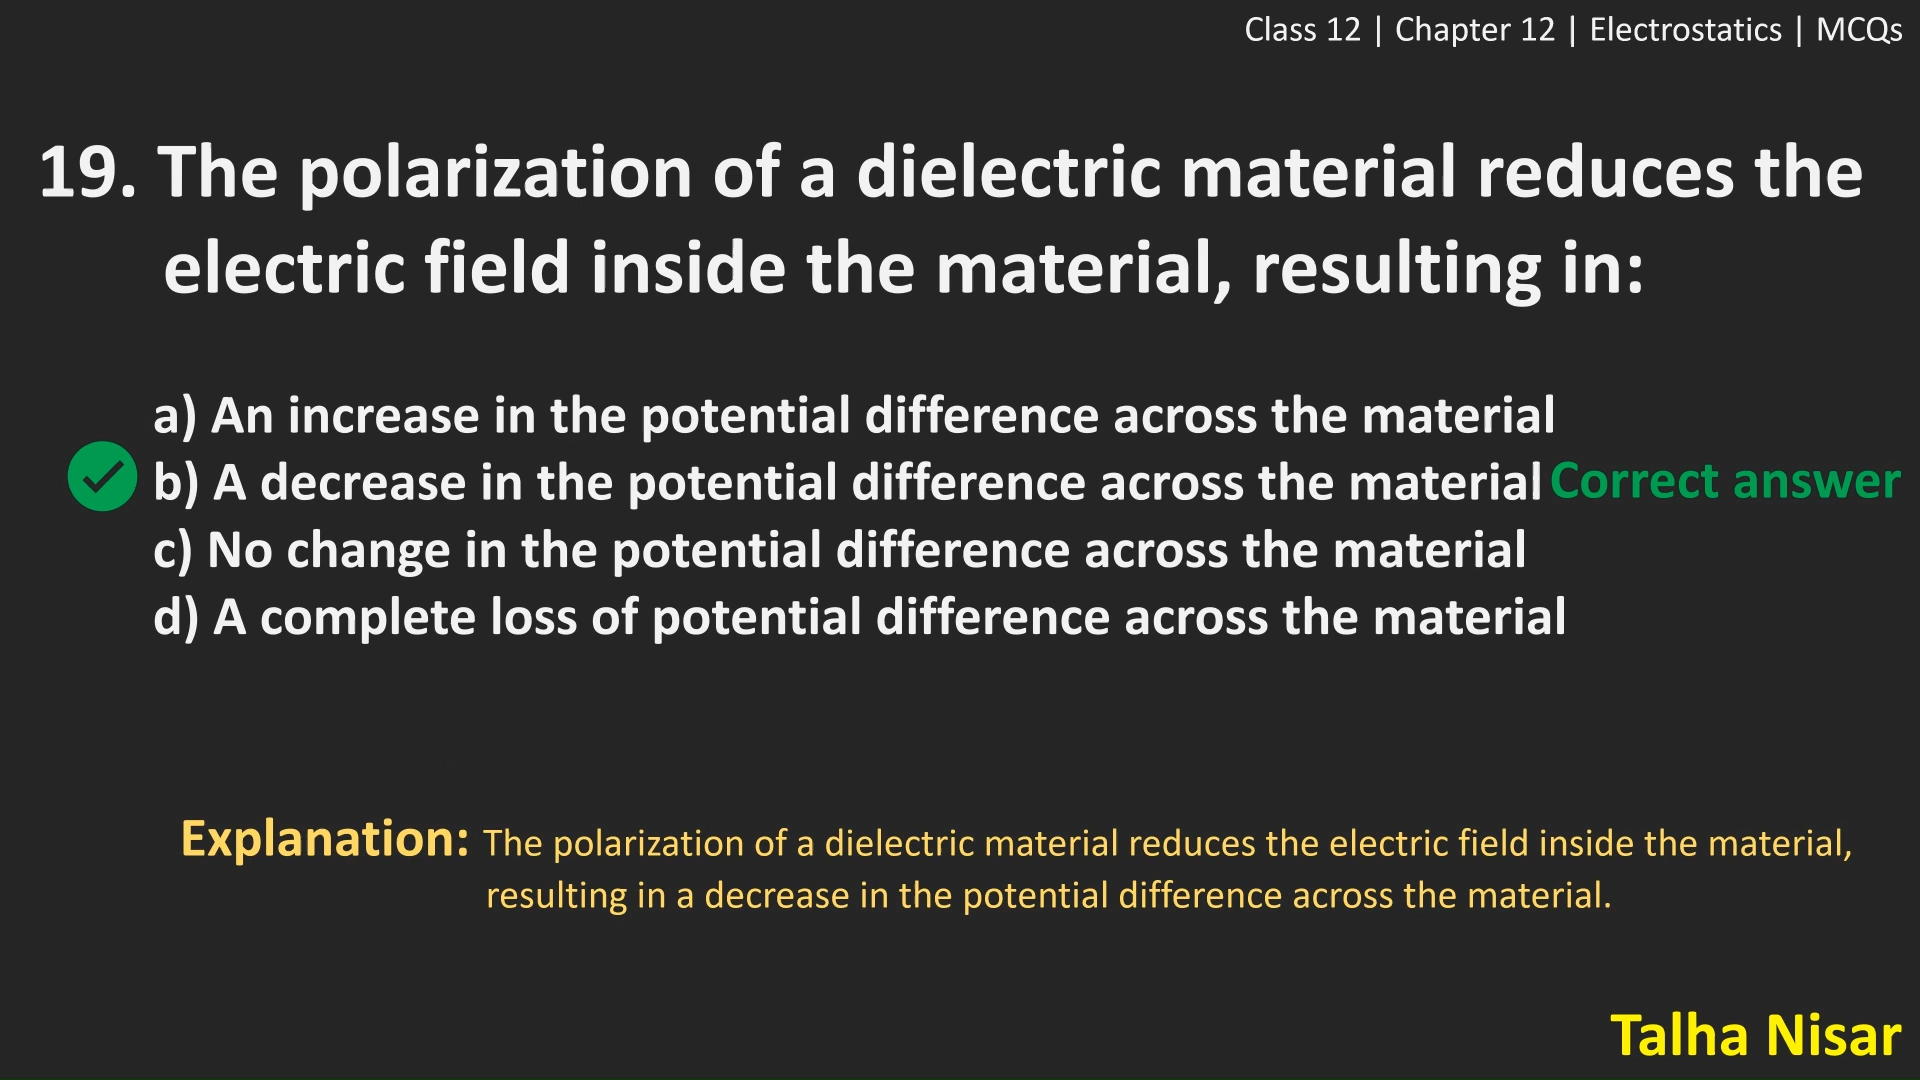 Class 12 | Chapter 12 | Electrostatics | MCQs
19. The polarization of a dielectric material reduces the
electric field inside the material, resulting in:
a) An increase in the potential difference across the material
b) A decrease in the potential difference across the material Correct answer
c) No change in the potential difference across the material
d) A complete loss of potential difference across the material
Explanation: The polarization of a dielectric material reduces the electric field inside the material,
resulting in a decrease in the potential difference across the material.
Talha Nisar